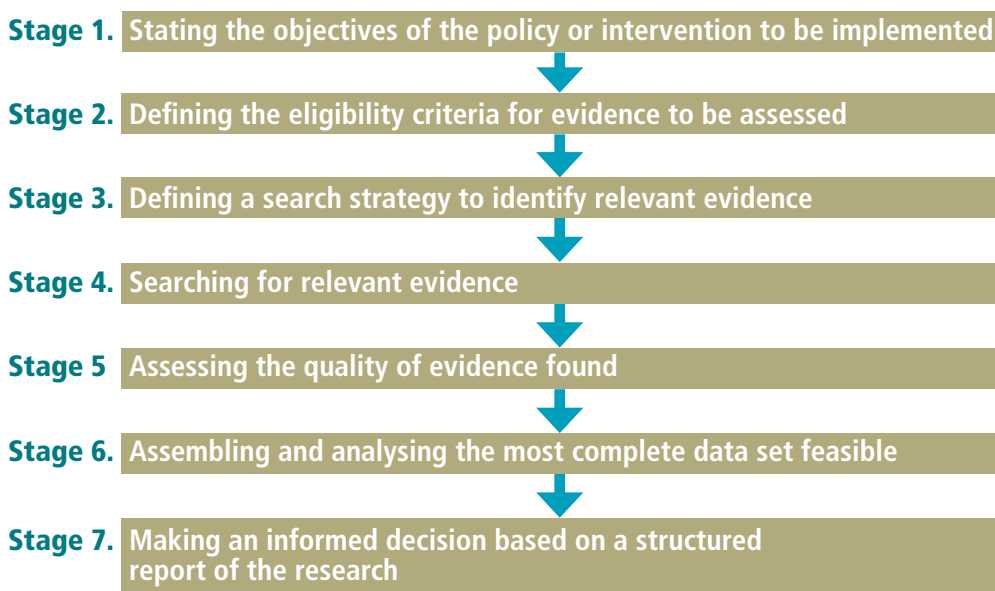 Stage 1. Stating the objectives of the policy or intervention to be implemented
Stage 2. Defining the eligibility criteria for evidence to be assessed
Stage 3. Defining a search strategy to identify relevant evidence
Stage 4. Searching for relevant evidence
Stage 5 Assessing the quality of evidence found
Stage 6. Assembling and analysing the most complete data set feasible
Stage 7. Making an informed decision based on a structured
report of the research